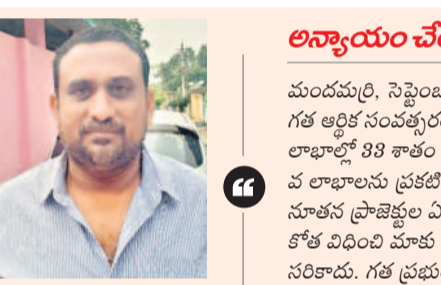 అన్యాయం చే
మందమర్రి, సెప్టెంబ
గత ఆర్థిక సంవత్సర
లాభాల్లో 33 శాతం
వ లాభాలను ప్రకటి
నూతన ప్రాజెక్టుల ఏ
కోత విధించి మాకు
సరికాదు. గత ప్రభు